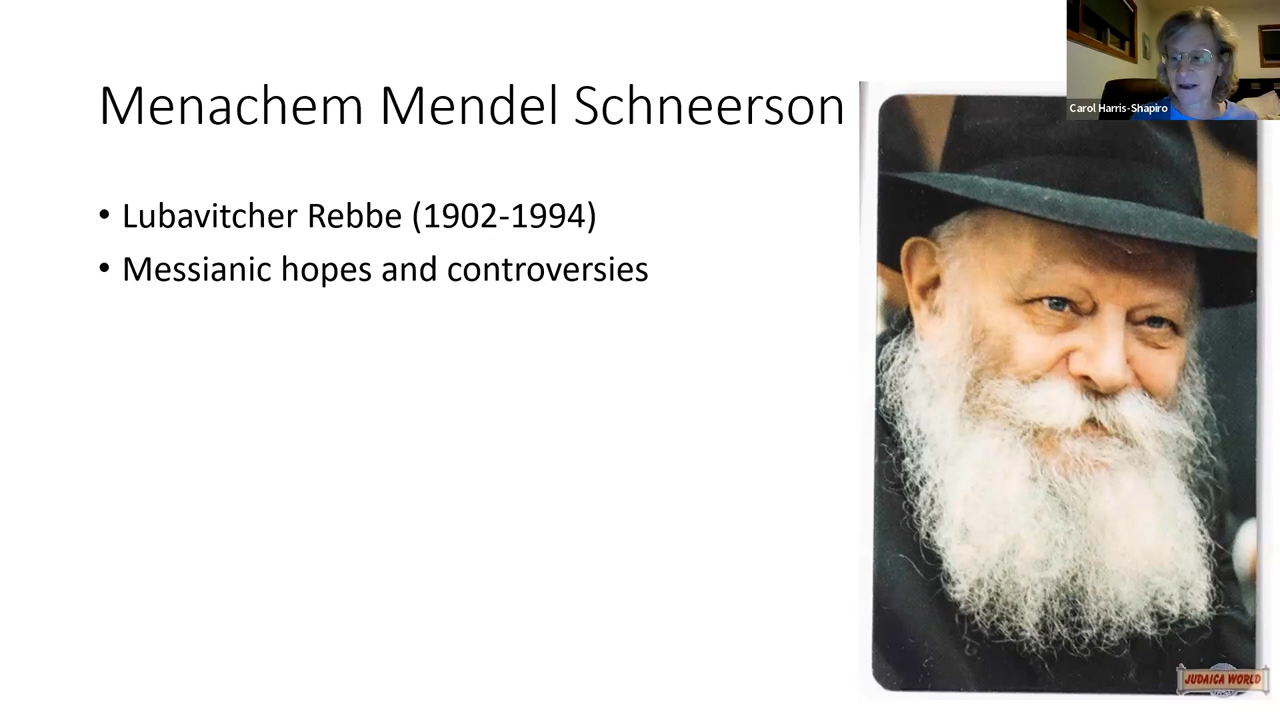 Menachem Mendel Schneerson
• Lubavitcher Rebbe (1902-1994)
• Messianic hopes and controversies
Carol Harris-Shapiro
JUDAICA WORLD